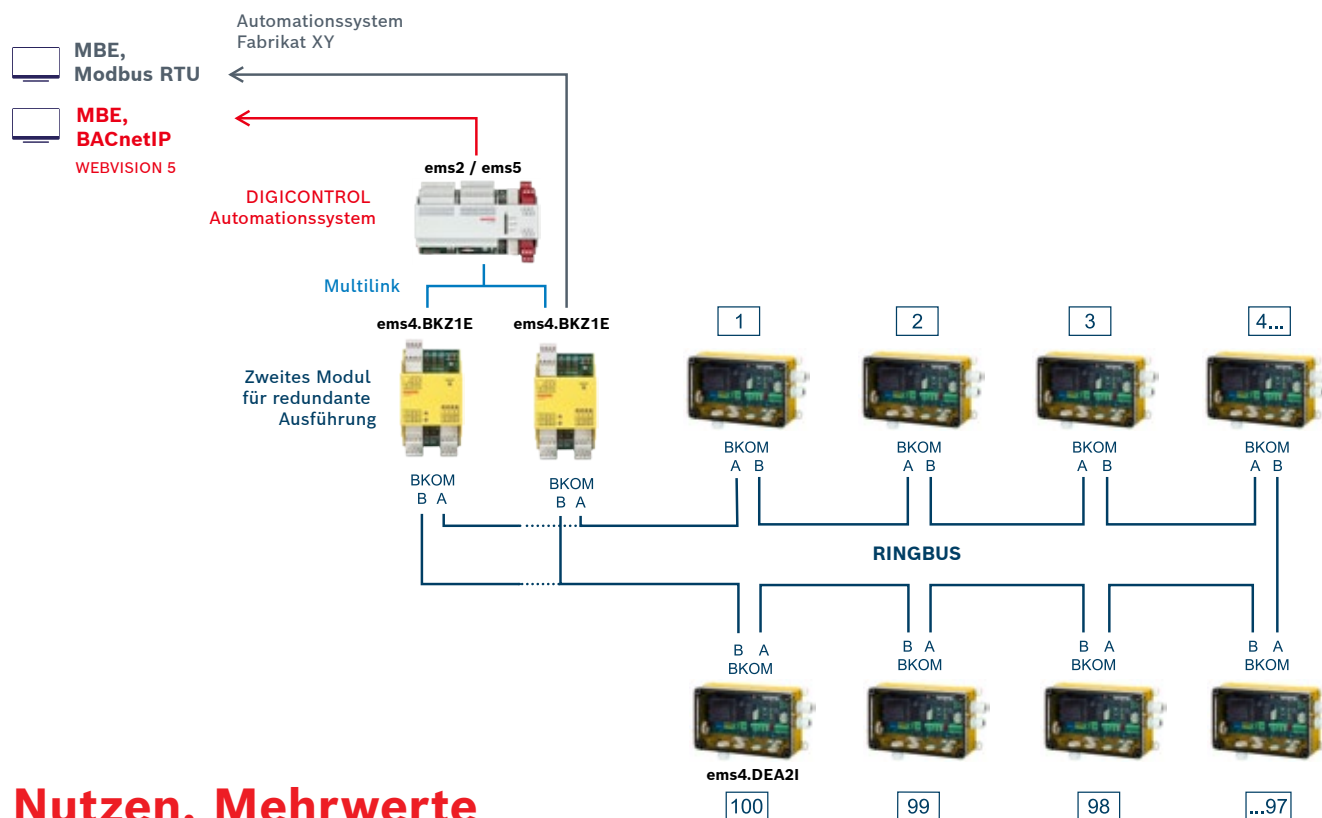 Automationssystem
Fabrikat XY
MBE,
Modbus RTU
MBE,
BACnetIP
WEBVISION 5
ems2 / ems5
DIGICONTROL
Automationssystem
Multilink
ems4.BKZ1E
ems4.BKZ1E
Zweites Modul
für redundante
Ausführung
1
2
3
4...
BKOM
A B
BKOM
A B
BKOM
A B
BKOM
A B
BKOM
B A
BKOM
B A
RINGBUS
B A
BKOM
B A
BKOM
B A
BKOM
B A
BKOM
ems4.DEA2I
100
99
98
...97
Nutzen, Mehrwerte